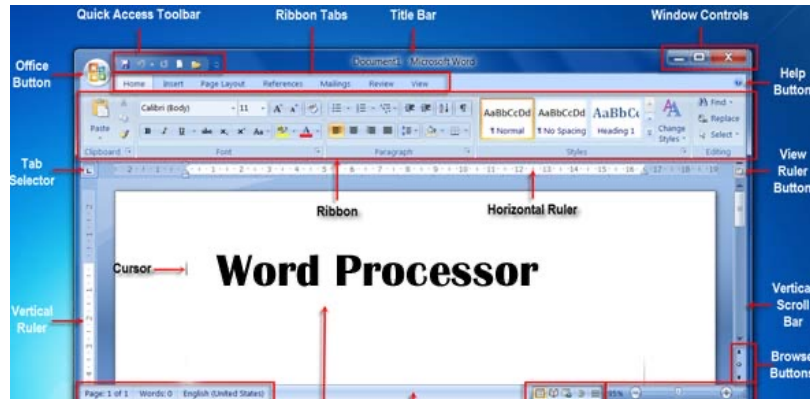 Quick Access Toolbar
Ribbon Tabs
Title Bar
Window Controls
Office
Button
Document1 - Microsoft Word
Home Insert Page Layout References Mailings Review View
Help
Button
Calibri (Body) 11
Paste
AaBbCcDd AaBbCcDd AaBbCc
¶ Normal ¶ No Spacing Heading 1
Change
Styles
Find
Replace
Select
Clipboard Font Paragraph Styles Editing
Tab
Selector
View
Ruler
Button
Ribbon
Horizontal Ruler
Cursor
Word Processor
Vertical
Ruler
Vertica
Scroll
Bar
Browse
Buttons
Page: 1 of 1 Words: 0 English (United States)
95%